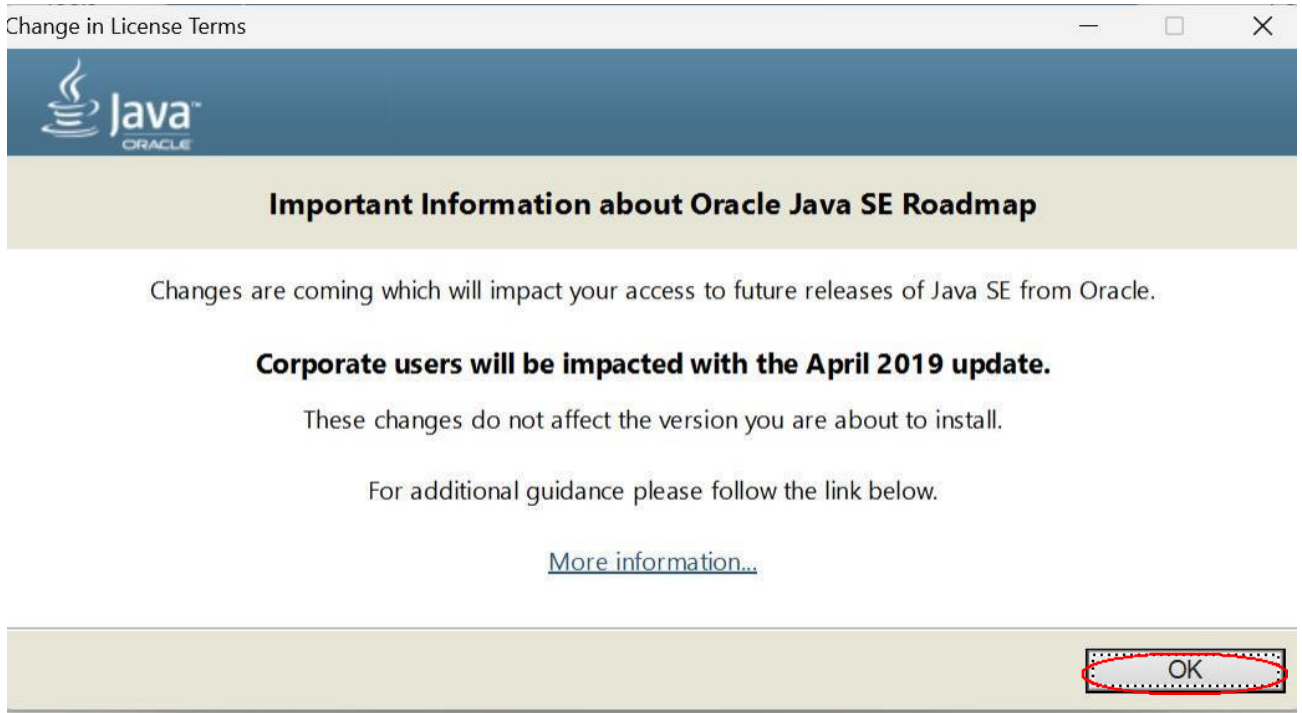 Change in License Terms
Java™
ORACLE
Important Information about Oracle Java SE Roadmap
Changes are coming which will impact your access to future releases of Java SE from Oracle.
Corporate users will be impacted with the April 2019 update.
These changes do not affect the version you are about to install.
For additional guidance please follow the link below.
More information...
OK